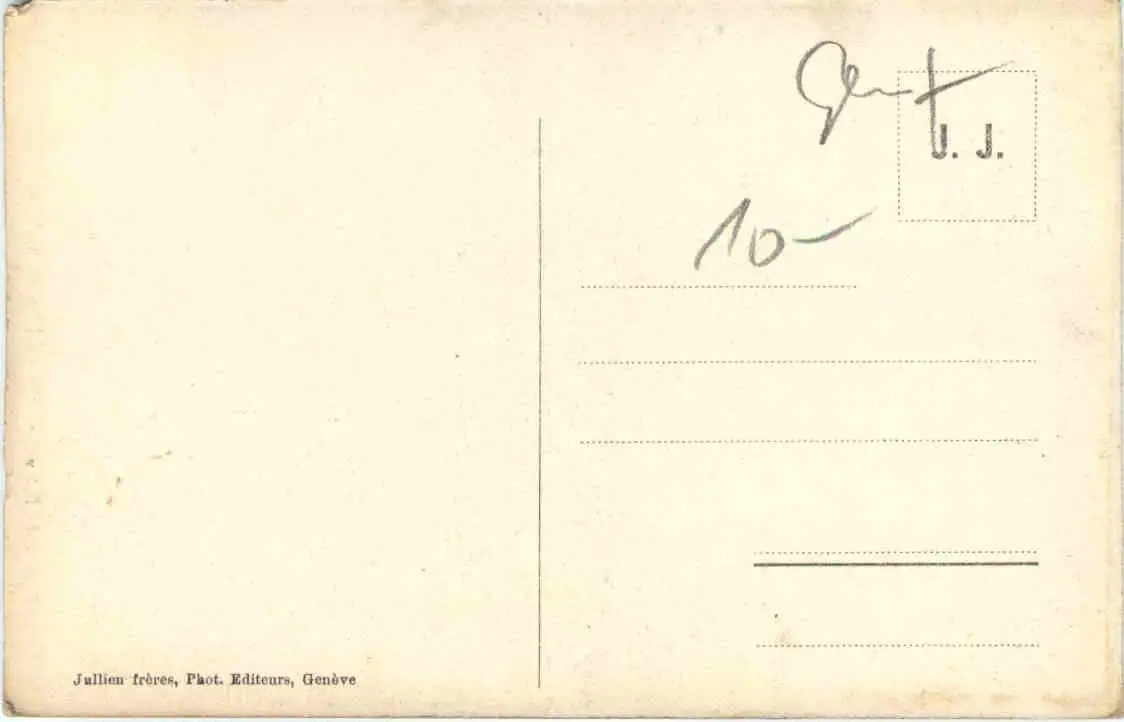 Genf
J. J.
10-
Jullien frères, Phot. Editeurs, Genève